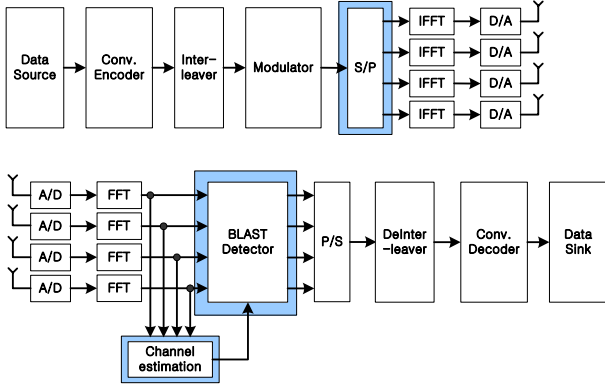 Data
Source
Conv.
Encoder
Inter-
leaver
Modulator
S/P
IFFT
D/A
IFFT
D/A
IFFT
D/A
IFFT
D/A
A/D
FFT
A/D
FFT
A/D
FFT
A/D
FFT
BLAST
Detector
P/S
DeInter
-leaver
Conv.
Decoder
Data
Sink
Channel
estimation